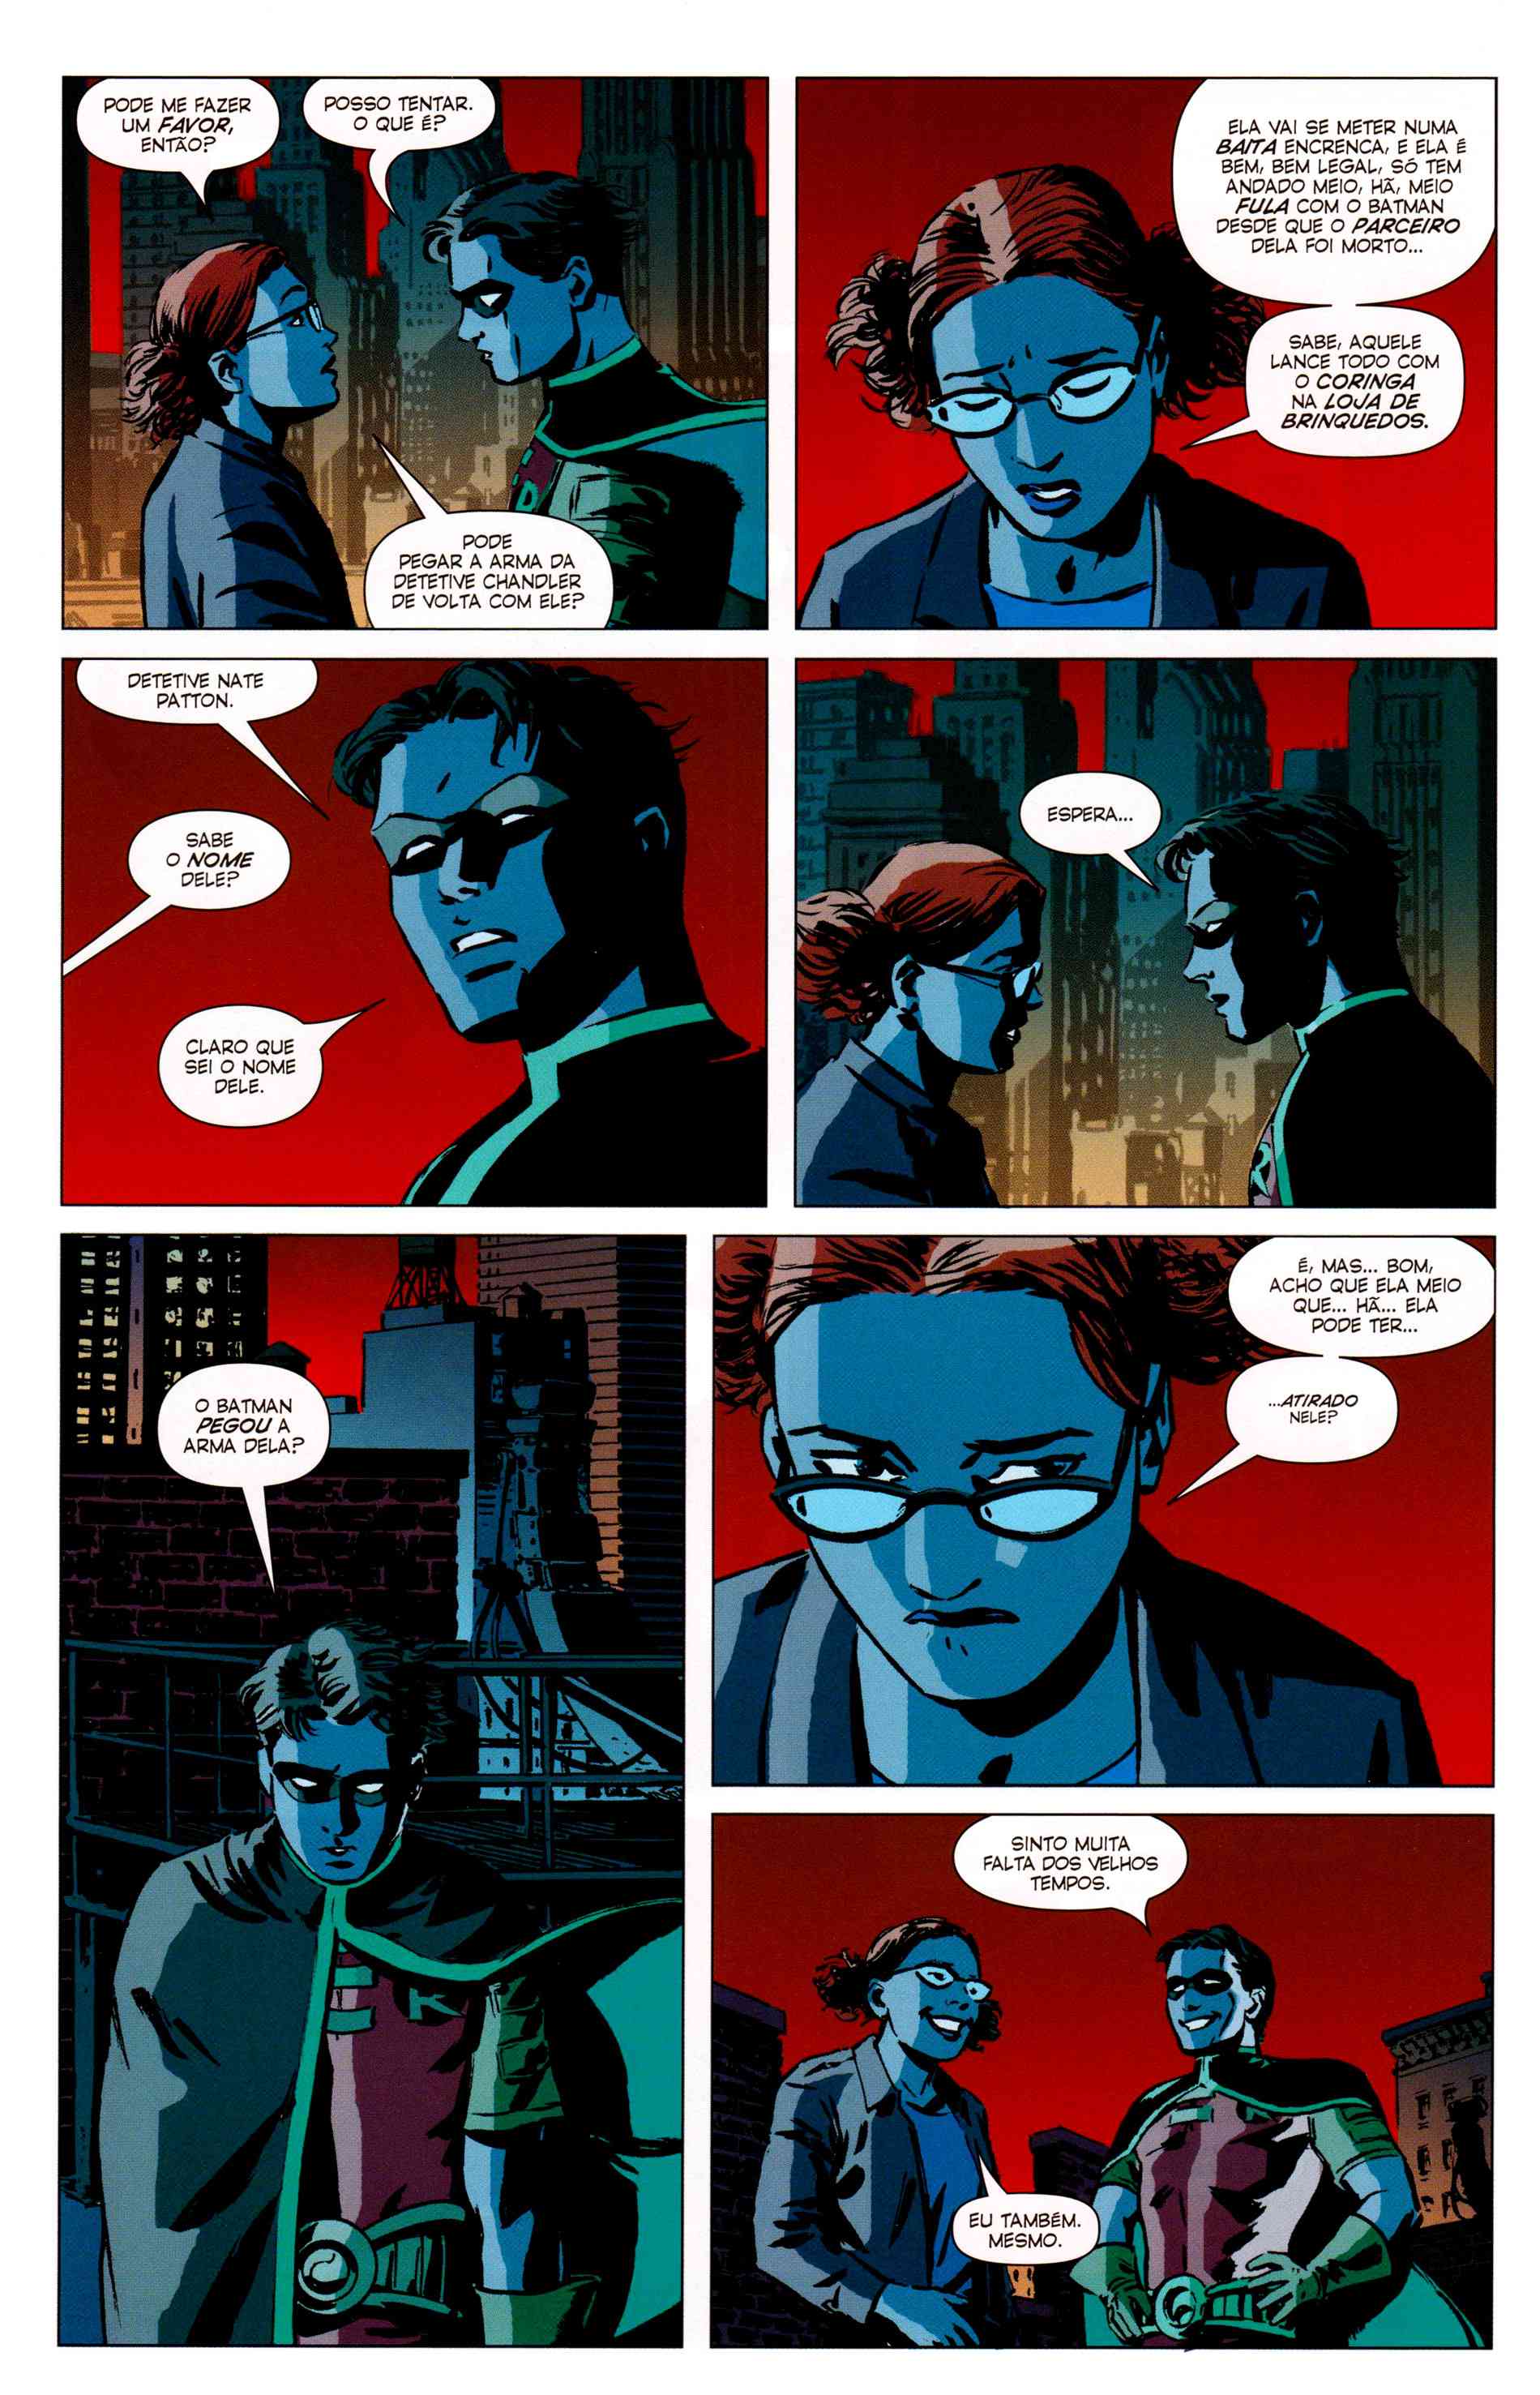 PODE ME FAZER
UM FAVOR,
ENTÃO?
POSSO TENTAR.
O QUE É?
PODE
PEGAR A ARMA DA
DETETIVE CHANDLER
DE VOLTA COM ELE?
ELA VAI SE METER NUMA
BAITA ENCRENCA, E ELA É
BEM, BEM LEGAL, SÓ TEM
ANDADO MEIO, HÃ, MEIO
FULA COM O BATMAN
DESDE QUE O PARCEIRO
DELA FOI MORTO...
SABE, AQUELE
LANCE TODO COM
O CORINGA
NA LOJA DE
BRINQUEDOS.
DETETIVE NATE
PATTON.
SABE
O NOME
DELE?
CLARO QUE
SEI O NOME
DELE.
ESPERA...
O BATMAN
PEGOU A
ARMA DELA?
É, MAS... BOM,
ACHO QUE ELA MEIO
QUE... HÃ... ELA
PODE TER...
...ATIRADO
NELE?
SINTO MUITA
FALTA DOS VELHOS
TEMPOS.
EU TAMBÉM.
MESMO.